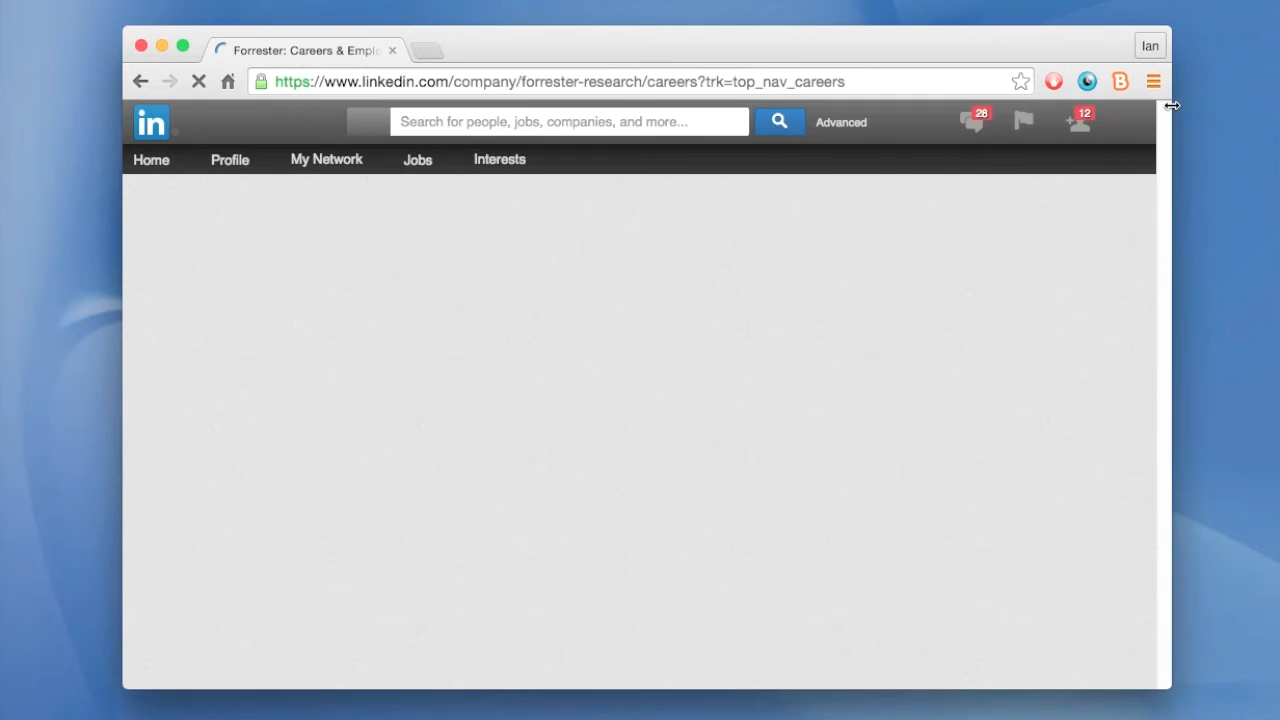 Forrester: Careers & Emplo
Ian
https://www.linkedin.com/company/forrester-research/careers?trk=top_nav_careers
in
Search for people, jobs, companies, and more...
Advanced
28
12
Home
Profile
My Network
Jobs
Interests